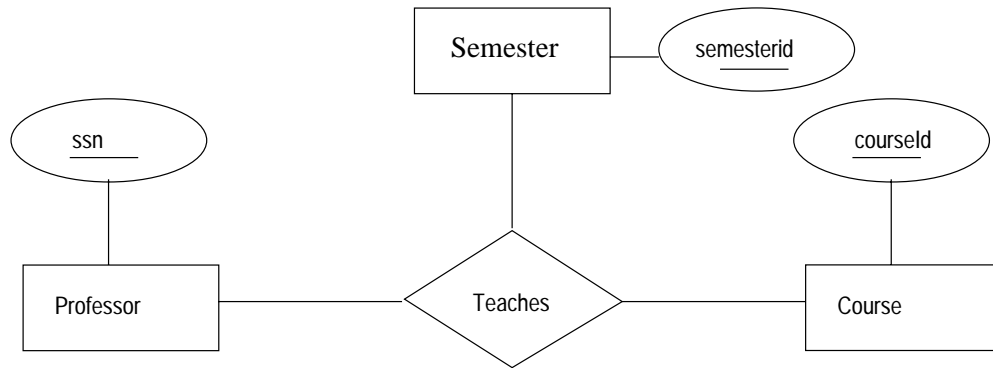 Semester
semesterid
ssn
courseId
Professor
Teaches
Course